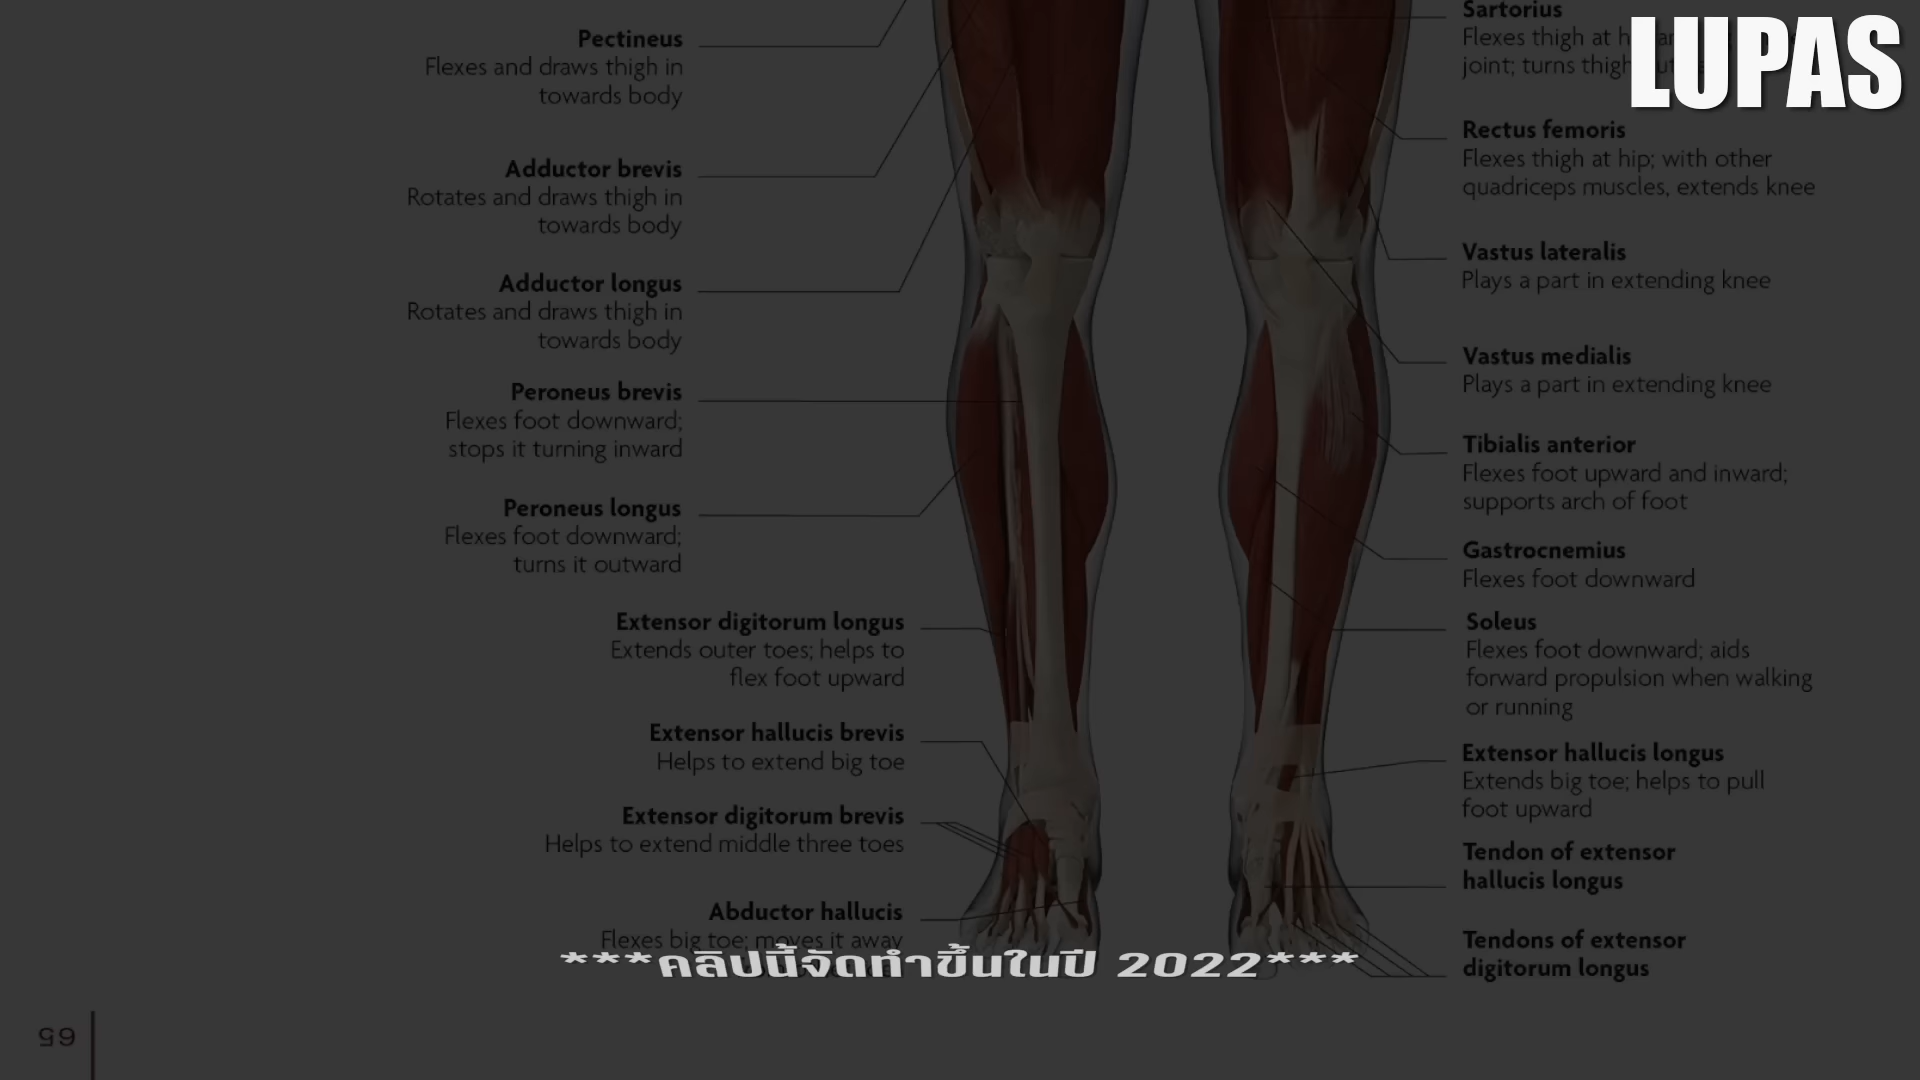 Pectineus
Flexes and draws thigh in
towards body
Adductor brevis
Rotates and draws thigh in
towards body
Adductor longus
Rotates and draws thigh in
towards body
Peroneus brevis
Flexes foot downward;
stops it turning inward
Peroneus longus
Flexes foot downward;
turns it outward
Extensor digitorum longus
Extends outer toes; helps to
flex foot upward
Extensor hallucis brevis
Helps to extend big toe
Extensor digitorum brevis
Helps to extend middle three toes
Abductor hallucis
Flexes big toe; moves it away
Sartorius
Flexes thigh at
joint; turns thigh
LUPAS
Rectus femoris
Flexes thigh at hip; with other
quadriceps muscles, extends knee
Vastus lateralis
Plays a part in extending knee
Vastus medialis
Plays a part in extending knee
Tibialis anterior
Flexes foot upward and inward;
supports arch of foot
Gastrocnemius
Flexes foot downward
Soleus
Flexes foot downward; aids
forward propulsion when walking
or running
Extensor hallucis longus
Extends big toe; helps to pull
foot upward
Tendon of extensor
hallucis longus
Tendons of extensor
digitorum longus
***คลิปนี้จัดทำขึ้นในปี 2022***
65